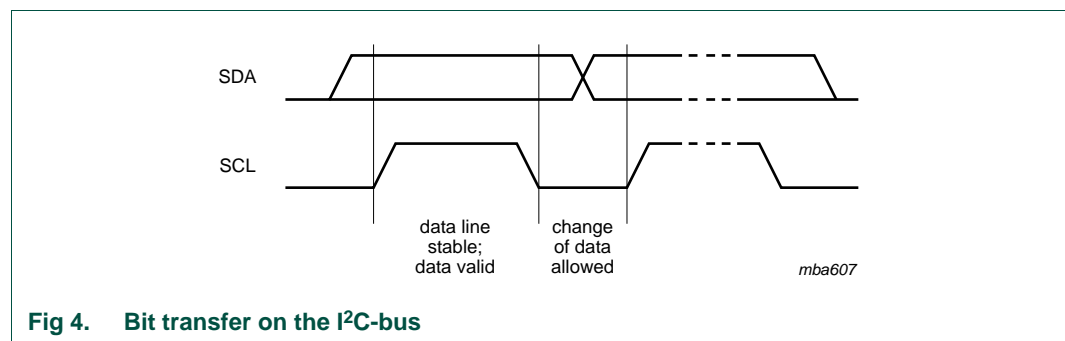 SDA
SCL
data line
stable;
data valid
change
of data
allowed
mba607
Fig 4. Bit transfer on the I²C-bus